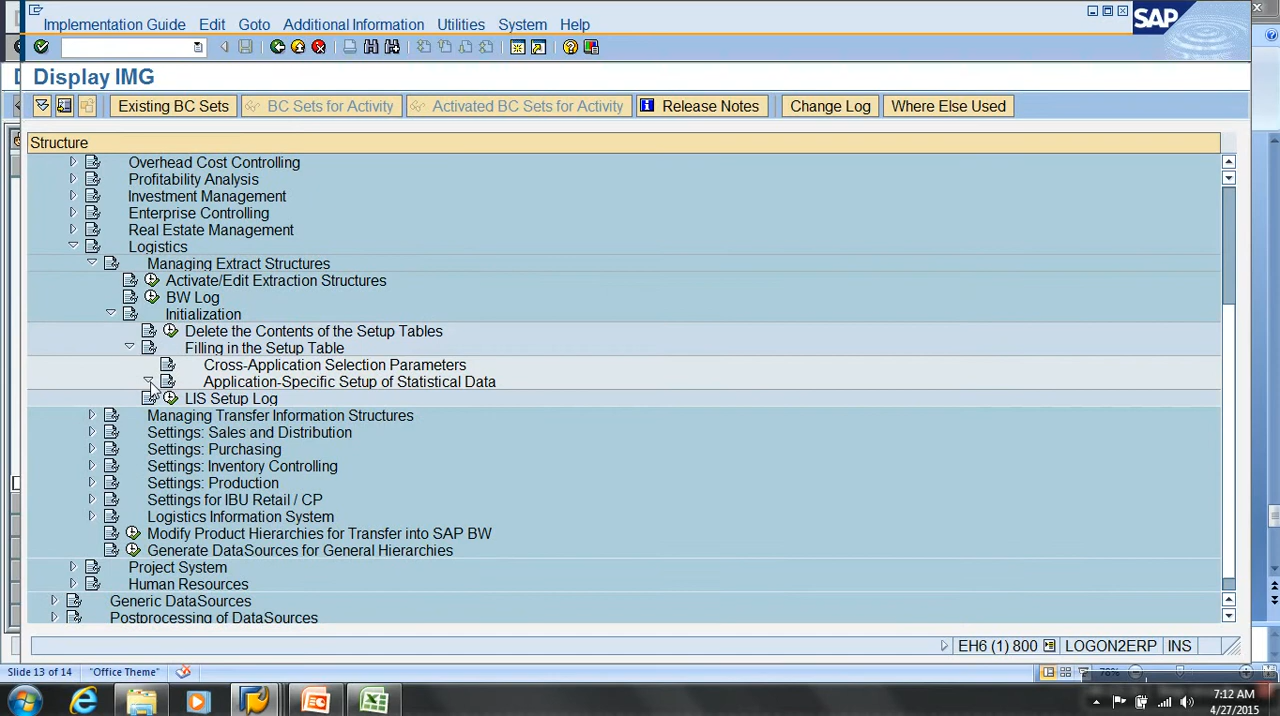 Implementation Guide Edit Goto Additional Information Utilities System Help
SAP
Display IMG
Existing BC Sets BC Sets for Activity Activated BC Sets for Activity Release Notes Change Log Where Else Used
Structure
Overhead Cost Controlling
Profitability Analysis
Investment Management
Enterprise Controlling
Real Estate Management
Logistics
Managing Extract Structures
Activate/Edit Extraction Structures
BW Log
Initialization
Delete the Contents of the Setup Tables
Filling in the Setup Table
Cross-Application Selection Parameters
Application-Specific Setup of Statistical Data
LIS Setup Log
Managing Transfer Information Structures
Settings: Sales and Distribution
Settings: Purchasing
Settings: Inventory Controlling
Settings: Production
Settings for IBU Retail / CP
Logistics Information System
Modify Product Hierarchies for Transfer into SAP BW
Generate DataSources for General Hierarchies
Project System
Human Resources
Generic DataSources
Postprocessing of DataSources
EH6 (1) 800 LOGON2ERP INS
Slide 13 of 14 "Office Theme" 78%
7:12 AM
4/27/2015